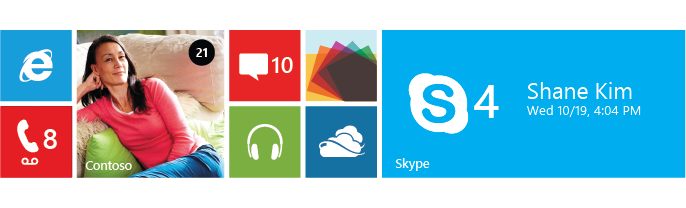 21
Contoso
8
10
4
Shane Kim
Wed 10/19, 4:04 PM
Skype